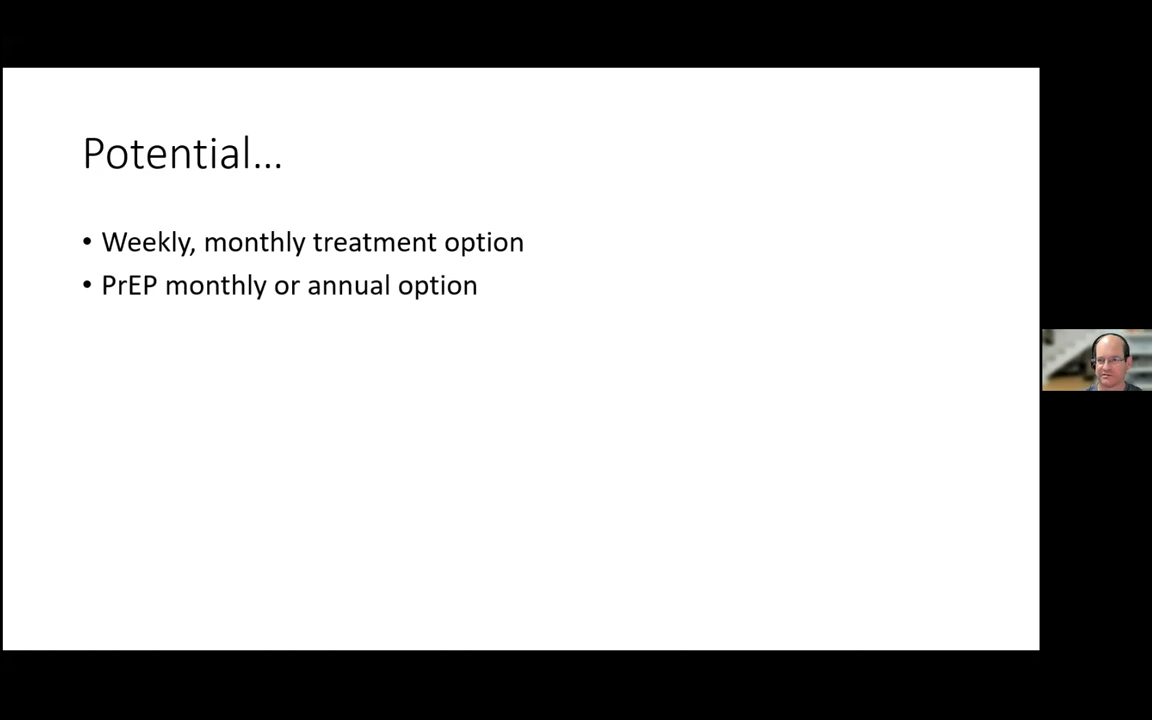 Potential...
• Weekly, monthly treatment option
• PrEP monthly or annual option